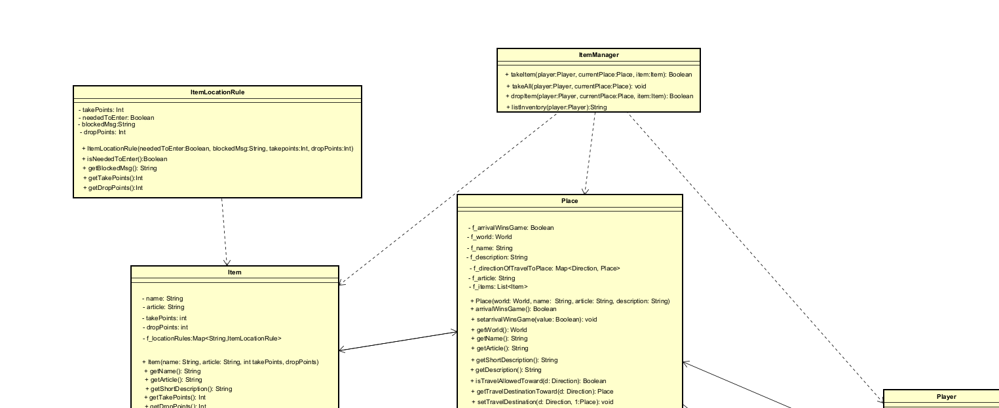 ItemManager
+ takeItem(player:Player, currentPlace:Place, item:Item): Boolean
+ takeAll(player:Player, currentPlace:Place): void
+ dropItem(player:Player, currentPlace:Place, item:Item): Boolean
+ listInventory(player:Player):String
ItemLocationRule
- takePoints: Int
- neededToEnter: Boolean
- blockedMsg:String
- dropPoints: Int
+ ItemLocationRule(neededToEnter:Boolean, blockedMsg:String, takepoints:Int, dropPoints:Int)
+ isNeededToEnter():Boolean
+ getBlockedMsg(): String
+ getTakePoints():Int
+ getDropPoints():Int
Place
- f_arrivalWinsGame: Boolean
- f_world: World
- f_name: String
- f_description: String
- f_directionOfTravelToPlace: Map<Direction, Place>
- f_article: String
- f_items: List<Item>
+ Place(world: World, name:  String, article: String, description: String)
+ arrivalWinsGame(): Boolean
+ setarrivalWinsGame(value: Boolean): void
+ getWorld(): World
+ getName(): String
+ getArticle(): String
+ getShortDescription(): String
+ getDescription(): String
+ isTravelAllowedToward(d: Direction): Boolean
+ getTravelDestinationToward(d: Direction): Place
+ setTravelDestination(d: Direction, 1:Place): void
Item
- name: String
- article: String
- takePoints: int
- dropPoints: int
- f_locationRules:Map<String,ItemLocationRule>
+ Item(name: String, article: String, int takePoints, dropPoints)
+ getName(): String
+ getArticle(): String
+ getShortDescription(): String
+ getTakePoints(): Int
+ getDropPoints(): Int
Player